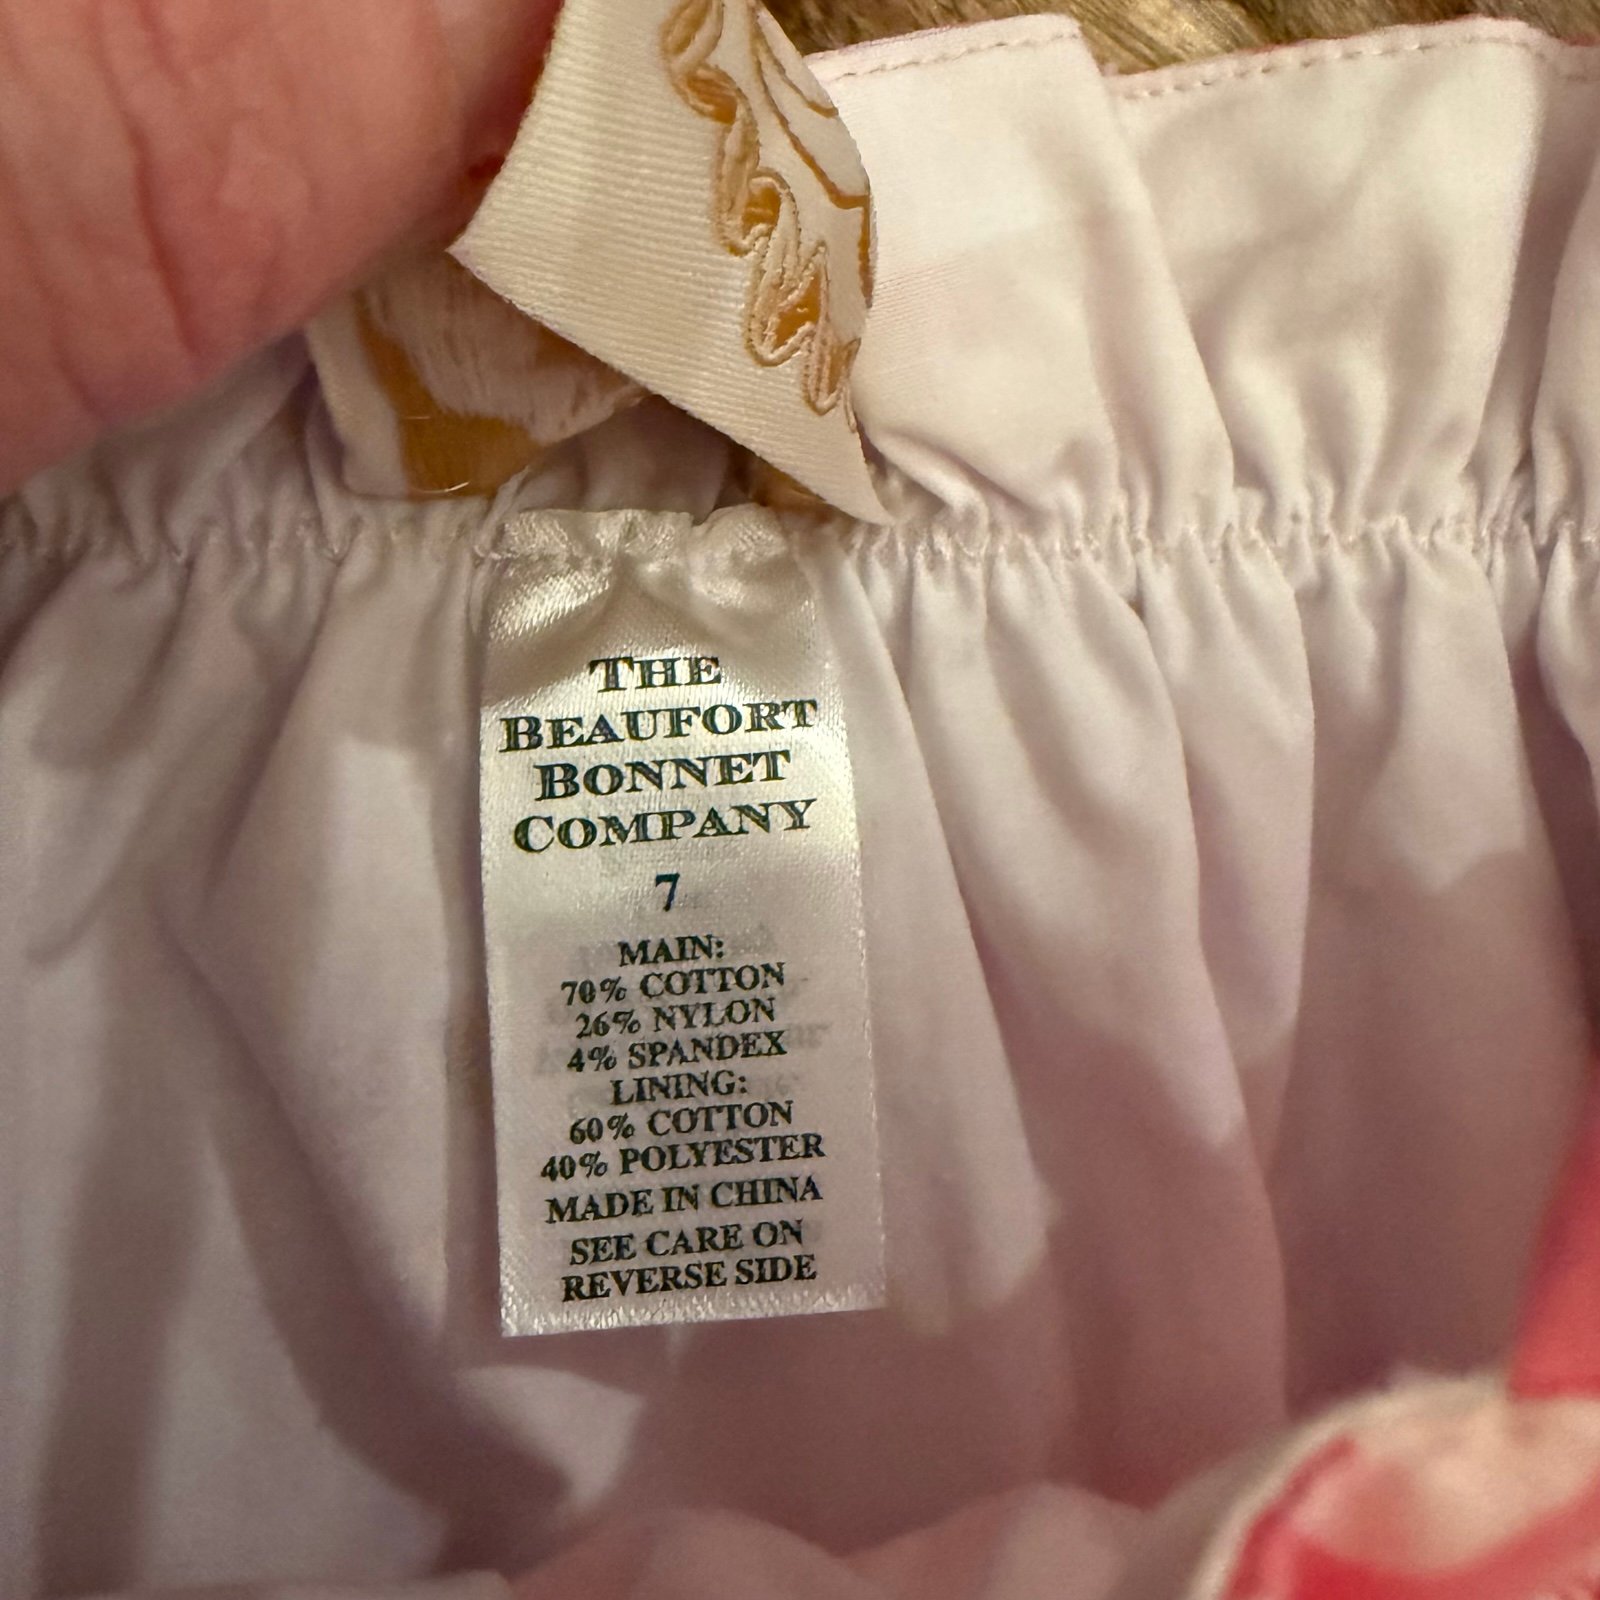 THE
BEAUFORT
BONNET
COMPANY
7
MAIN:
70% COTTON
26% NYLON
4% SPANDEX
LINING:
60% COTTON
40% POLYESTER
MADE IN CHINA
SEE CARE ON
REVERSE SIDE